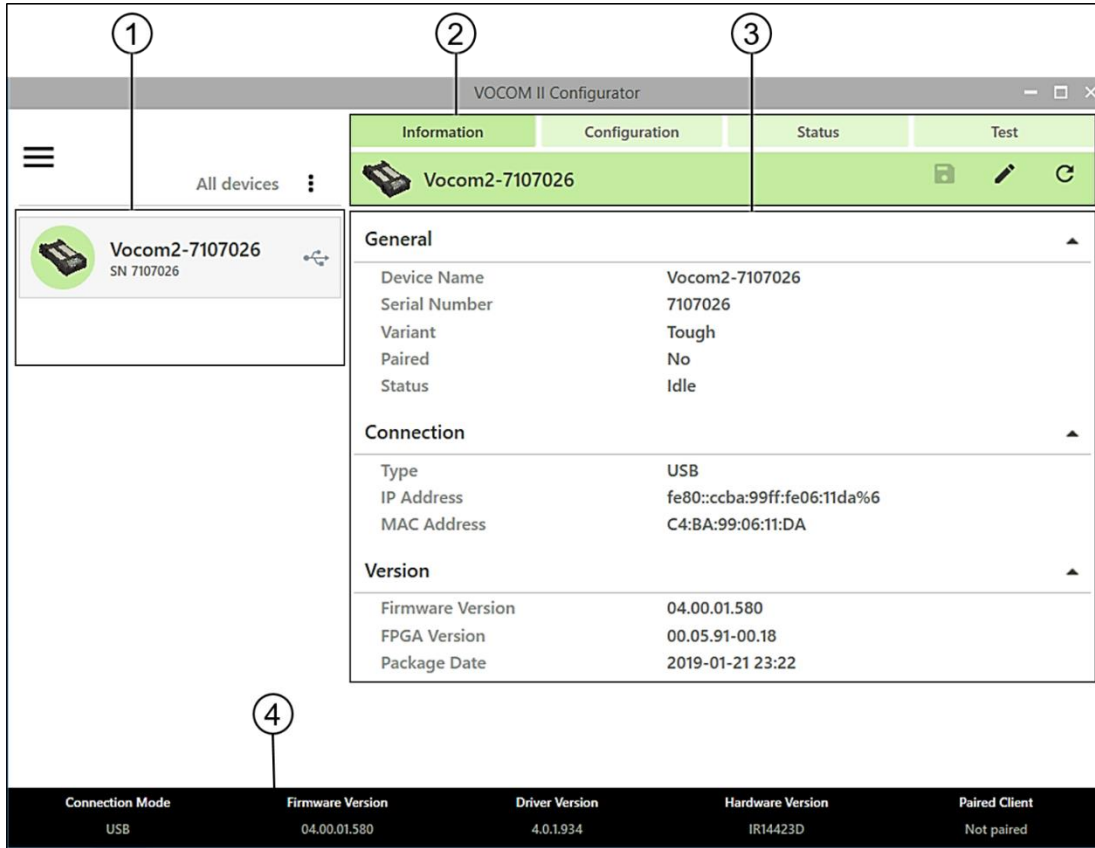 1 2 3
VOCOM II Configurator
Information Configuration Status Test
All devices
Vocom2-7107026
Vocom2-7107026
SN 7107026
General
Device Name Vocom2-7107026
Serial Number 7107026
Variant Tough
Paired No
Status Idle
Connection
Type USB
IP Address fe80::ccba:99ff:fe06:11da%6
MAC Address C4:BA:99:06:11:DA
Version
Firmware Version 04.00.01.580
FPGA Version 00.05.91-00.18
Package Date 2019-01-21 23:22
4
Connection Mode Firmware Version Driver Version Hardware Version Paired Client
USB 04.00.01.580 4.0.1.934 IR14423D Not paired